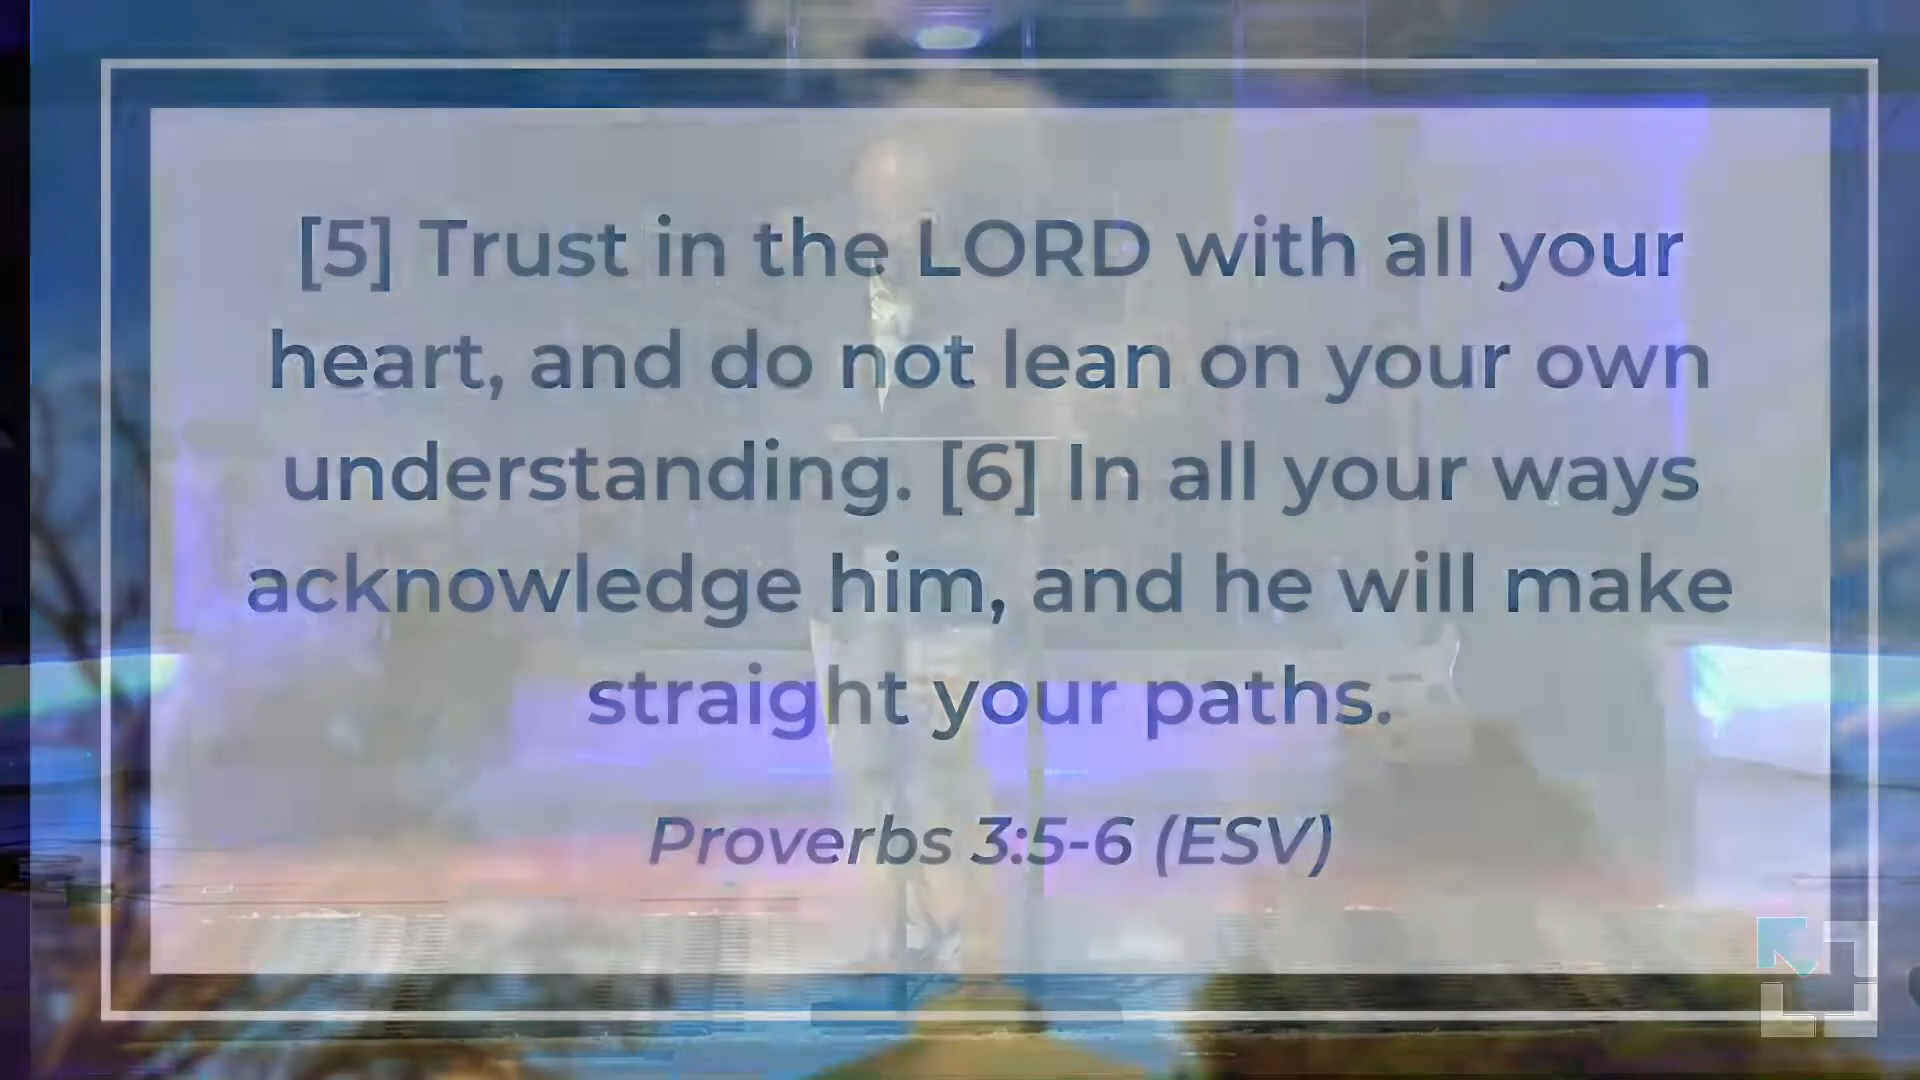 [5] Trust in the LORD with all your
heart, and do not lean on your own
understanding. [6] In all your ways
acknowledge him, and he will make
straight your paths.
Proverbs 3:5-6 (ESV)